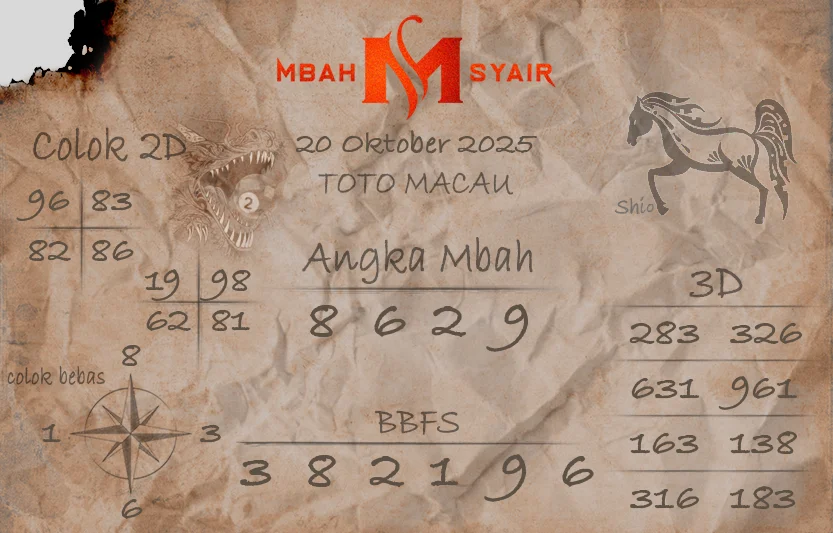 MBAH M SYAIR
20 Oktober 2025
TOTO MACAU
Colok 2D
96 83
82 86
19 98
62 81
2
Shio
Angka Mbah
8 6 2 9
colok bebas
8
1 3
6
BBFS
3 8 2 1 9 6
3D
283 326
631 961
163 138
316 183